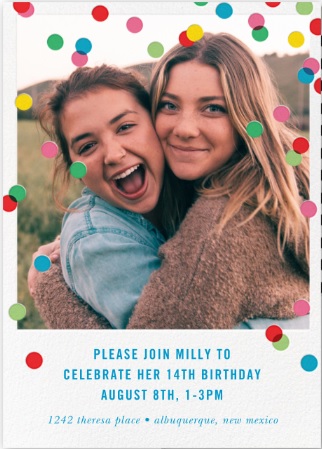 PLEASE JOIN MILLY TO
CELEBRATE HER 14TH BIRTHDAY
AUGUST 8TH, 1-3PM
1242 theresa place • albuquerque, new mexico